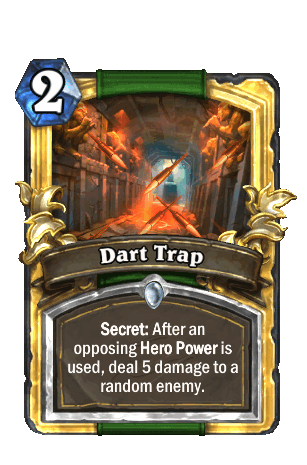 2
Dart Trap
Secret: After an
opposing Hero Power is
used, deal 5 damage to a
random enemy.